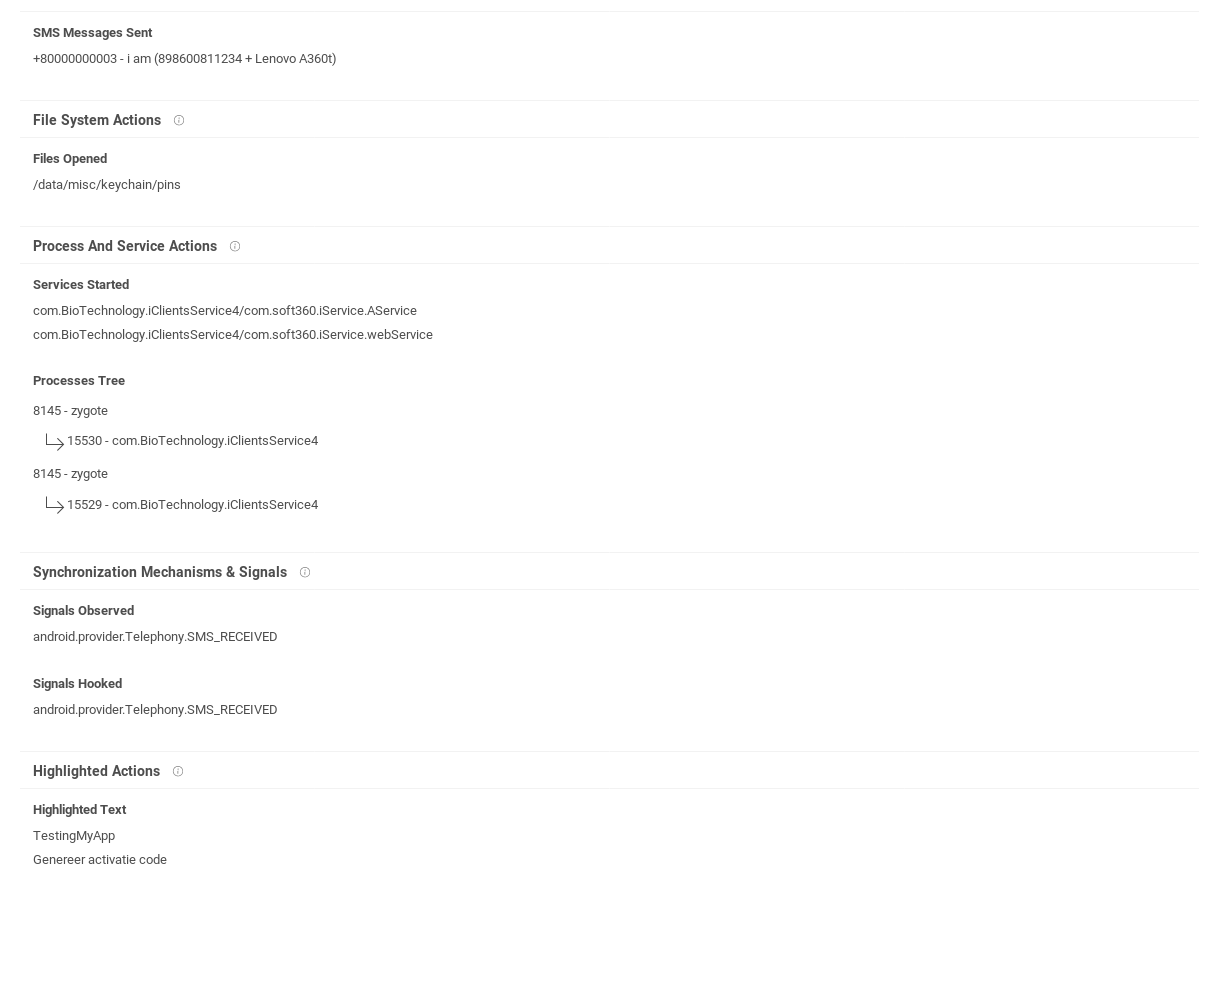 SMS Messages Sent
+80000000003 - i am (898600811234 + Lenovo A360t)
File System Actions
Files Opened
/data/misc/keychain/pins
Process And Service Actions
Services Started
com.BioTechnology.iClientsService4/com.soft360.iService.AService
com.BioTechnology.iClientsService4/com.soft360.iService.webService
Processes Tree
8145 - zygote
15530 - com.BioTechnology.iClientsService4
8145 - zygote
15529 - com.BioTechnology.iClientsService4
Synchronization Mechanisms & Signals
Signals Observed
android.provider.Telephony.SMS_RECEIVED
Signals Hooked
android.provider.Telephony.SMS_RECEIVED
Highlighted Actions
Highlighted Text
TestingMyApp
Genereer activatie code